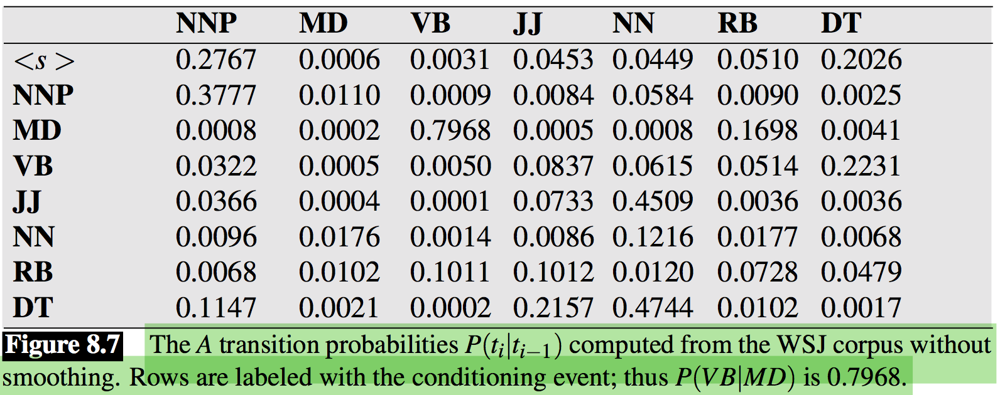 NNP MD VB JJ NN RB DT
<s > 0.2767 0.0006 0.0031 0.0453 0.0449 0.0510 0.2026
NNP 0.3777 0.0110 0.0009 0.0084 0.0584 0.0090 0.0025
MD 0.0008 0.0002 0.7968 0.0005 0.0008 0.1698 0.0041
VB 0.0322 0.0005 0.0050 0.0837 0.0615 0.0514 0.2231
JJ 0.0366 0.0004 0.0001 0.0733 0.4509 0.0036 0.0036
NN 0.0096 0.0176 0.0014 0.0086 0.1216 0.0177 0.0068
RB 0.0068 0.0102 0.1011 0.1012 0.0120 0.0728 0.0479
DT 0.1147 0.0021 0.0002 0.2157 0.4744 0.0102 0.0017
Figure 8.7 The A transition probabilities P(tᵢ|tᵢ₋₁) computed from the WSJ corpus without
smoothing. Rows are labeled with the conditioning event; thus P(VB|MD) is 0.7968.